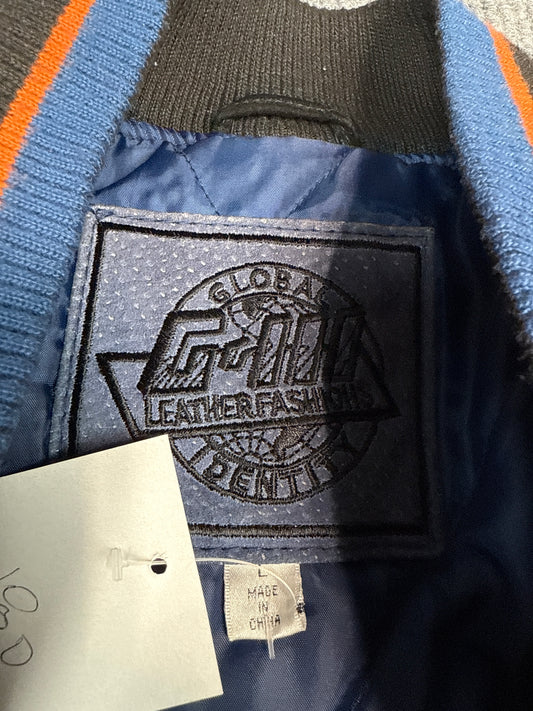 GLOBAL
G-III
LEATHER FASHIONS
IDENTITY
L
MADE
IN
CHINA